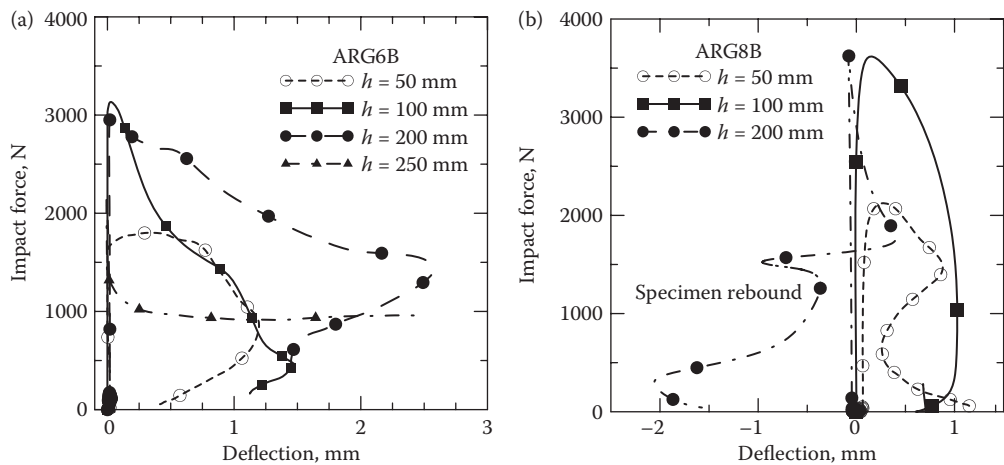 (a)
4000
3000
2000
1000
0
Impact force, N
0
1
2
3
Deflection, mm
ARG6B
h = 50 mm
h = 100 mm
h = 200 mm
h = 250 mm
(b)
4000
3000
2000
1000
0
Impact force, N
−2
−1
0
1
Deflection, mm
ARG8B
h = 50 mm
h = 100 mm
h = 200 mm
Specimen rebound